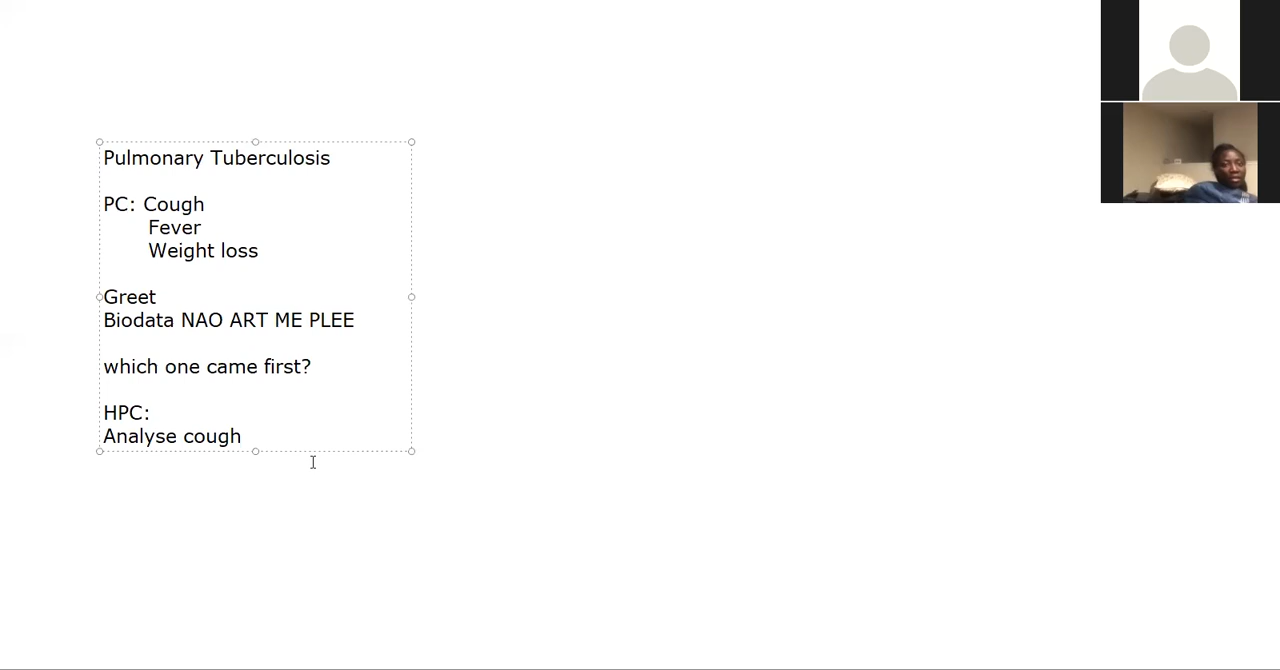 Pulmonary Tuberculosis
PC: Cough
Fever
Weight loss
Greet
Biodata NAO ART ME PLEE
which one came first?
HPC:
Analyse cough